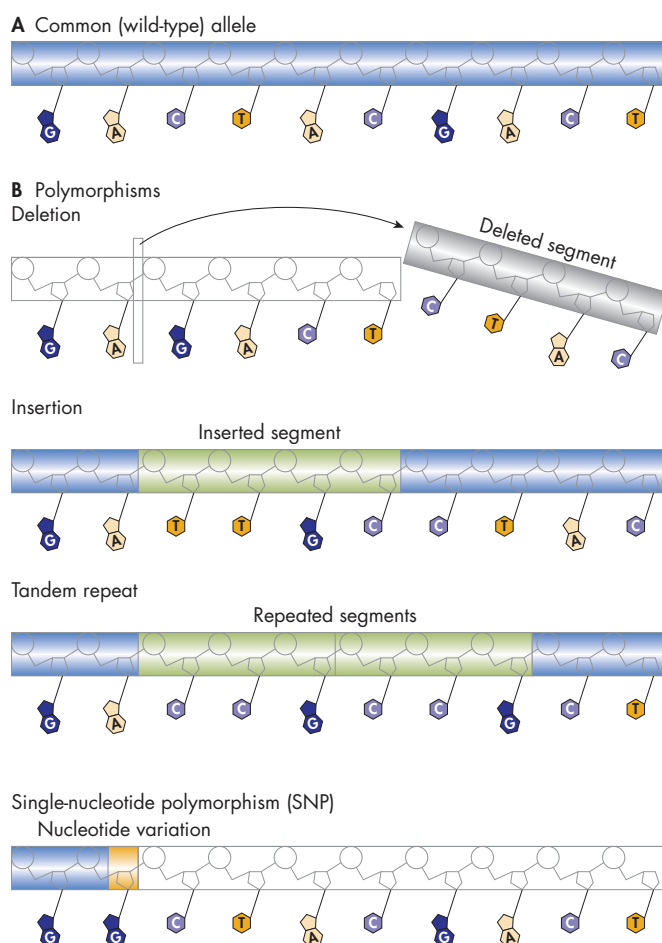 A Common (wild-type) allele
G A C T A C G A C T
B Polymorphisms
Deletion
Deleted segment
G A G A C T
C T A C
Insertion
Inserted segment
G A T T G C C T A C
Tandem repeat
Repeated segments
G A C C G C C G C T
Single-nucleotide polymorphism (SNP)
Nucleotide variation
G G C T A C G A C T